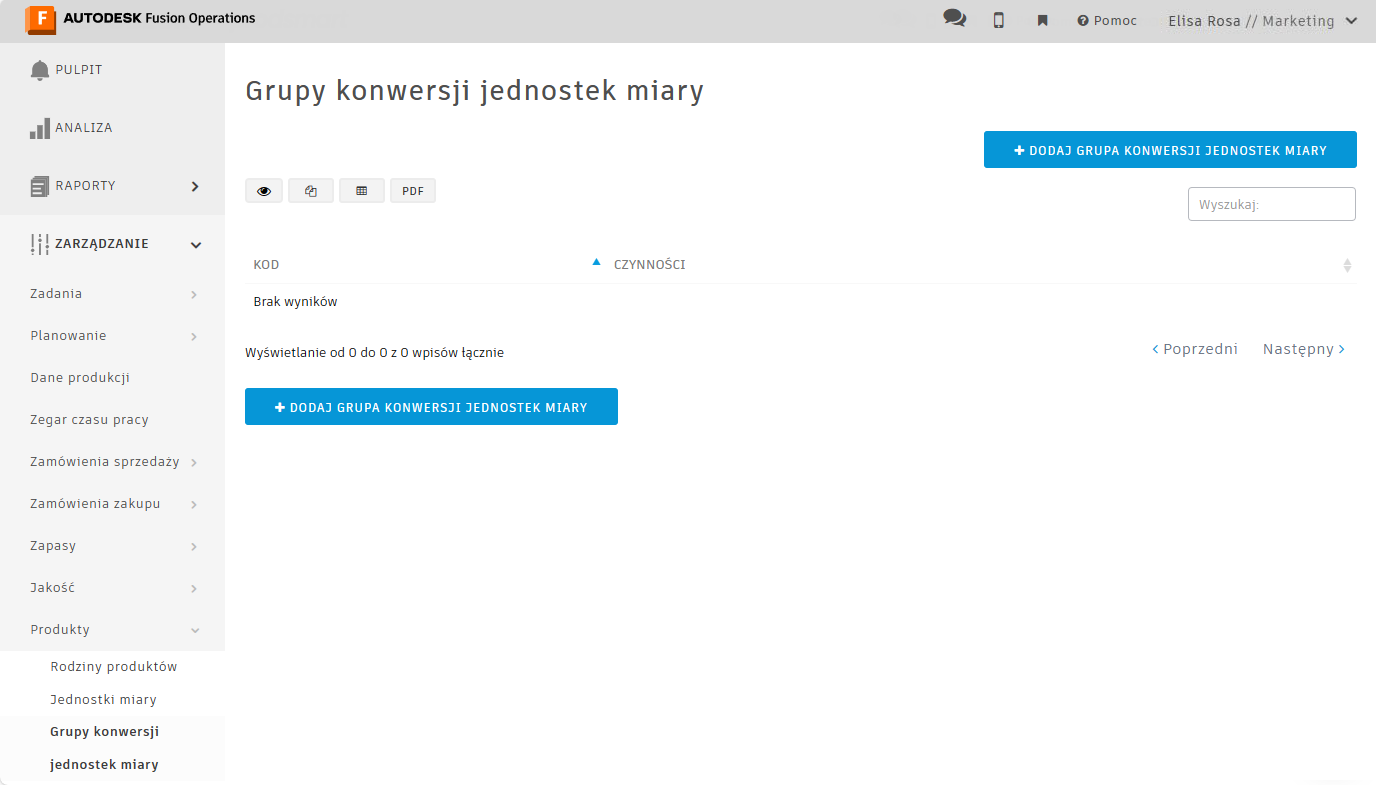 F AUTODESK Fusion Operations
Pomoc
Elisa Rosa // Marketing
PULPIT
ANALIZA
RAPORTY
ZARZĄDZANIE
Zadania
Planowanie
Dane produkcji
Zegar czasu pracy
Zamówienia sprzedaży
Zamówienia zakupu
Zapasy
Jakość
Produkty
Rodziny produktów
Jednostki miary
Grupy konwersji
jednostek miary
Grupy konwersji jednostek miary
+ DODAJ GRUPA KONWERSJI JEDNOSTEK MIARY
PDF
Wyszukaj:
KOD CZYNNOŚCI
Brak wyników
Wyświetlanie od 0 do 0 z 0 wpisów łącznie
< Poprzedni Następny >
+ DODAJ GRUPA KONWERSJI JEDNOSTEK MIARY